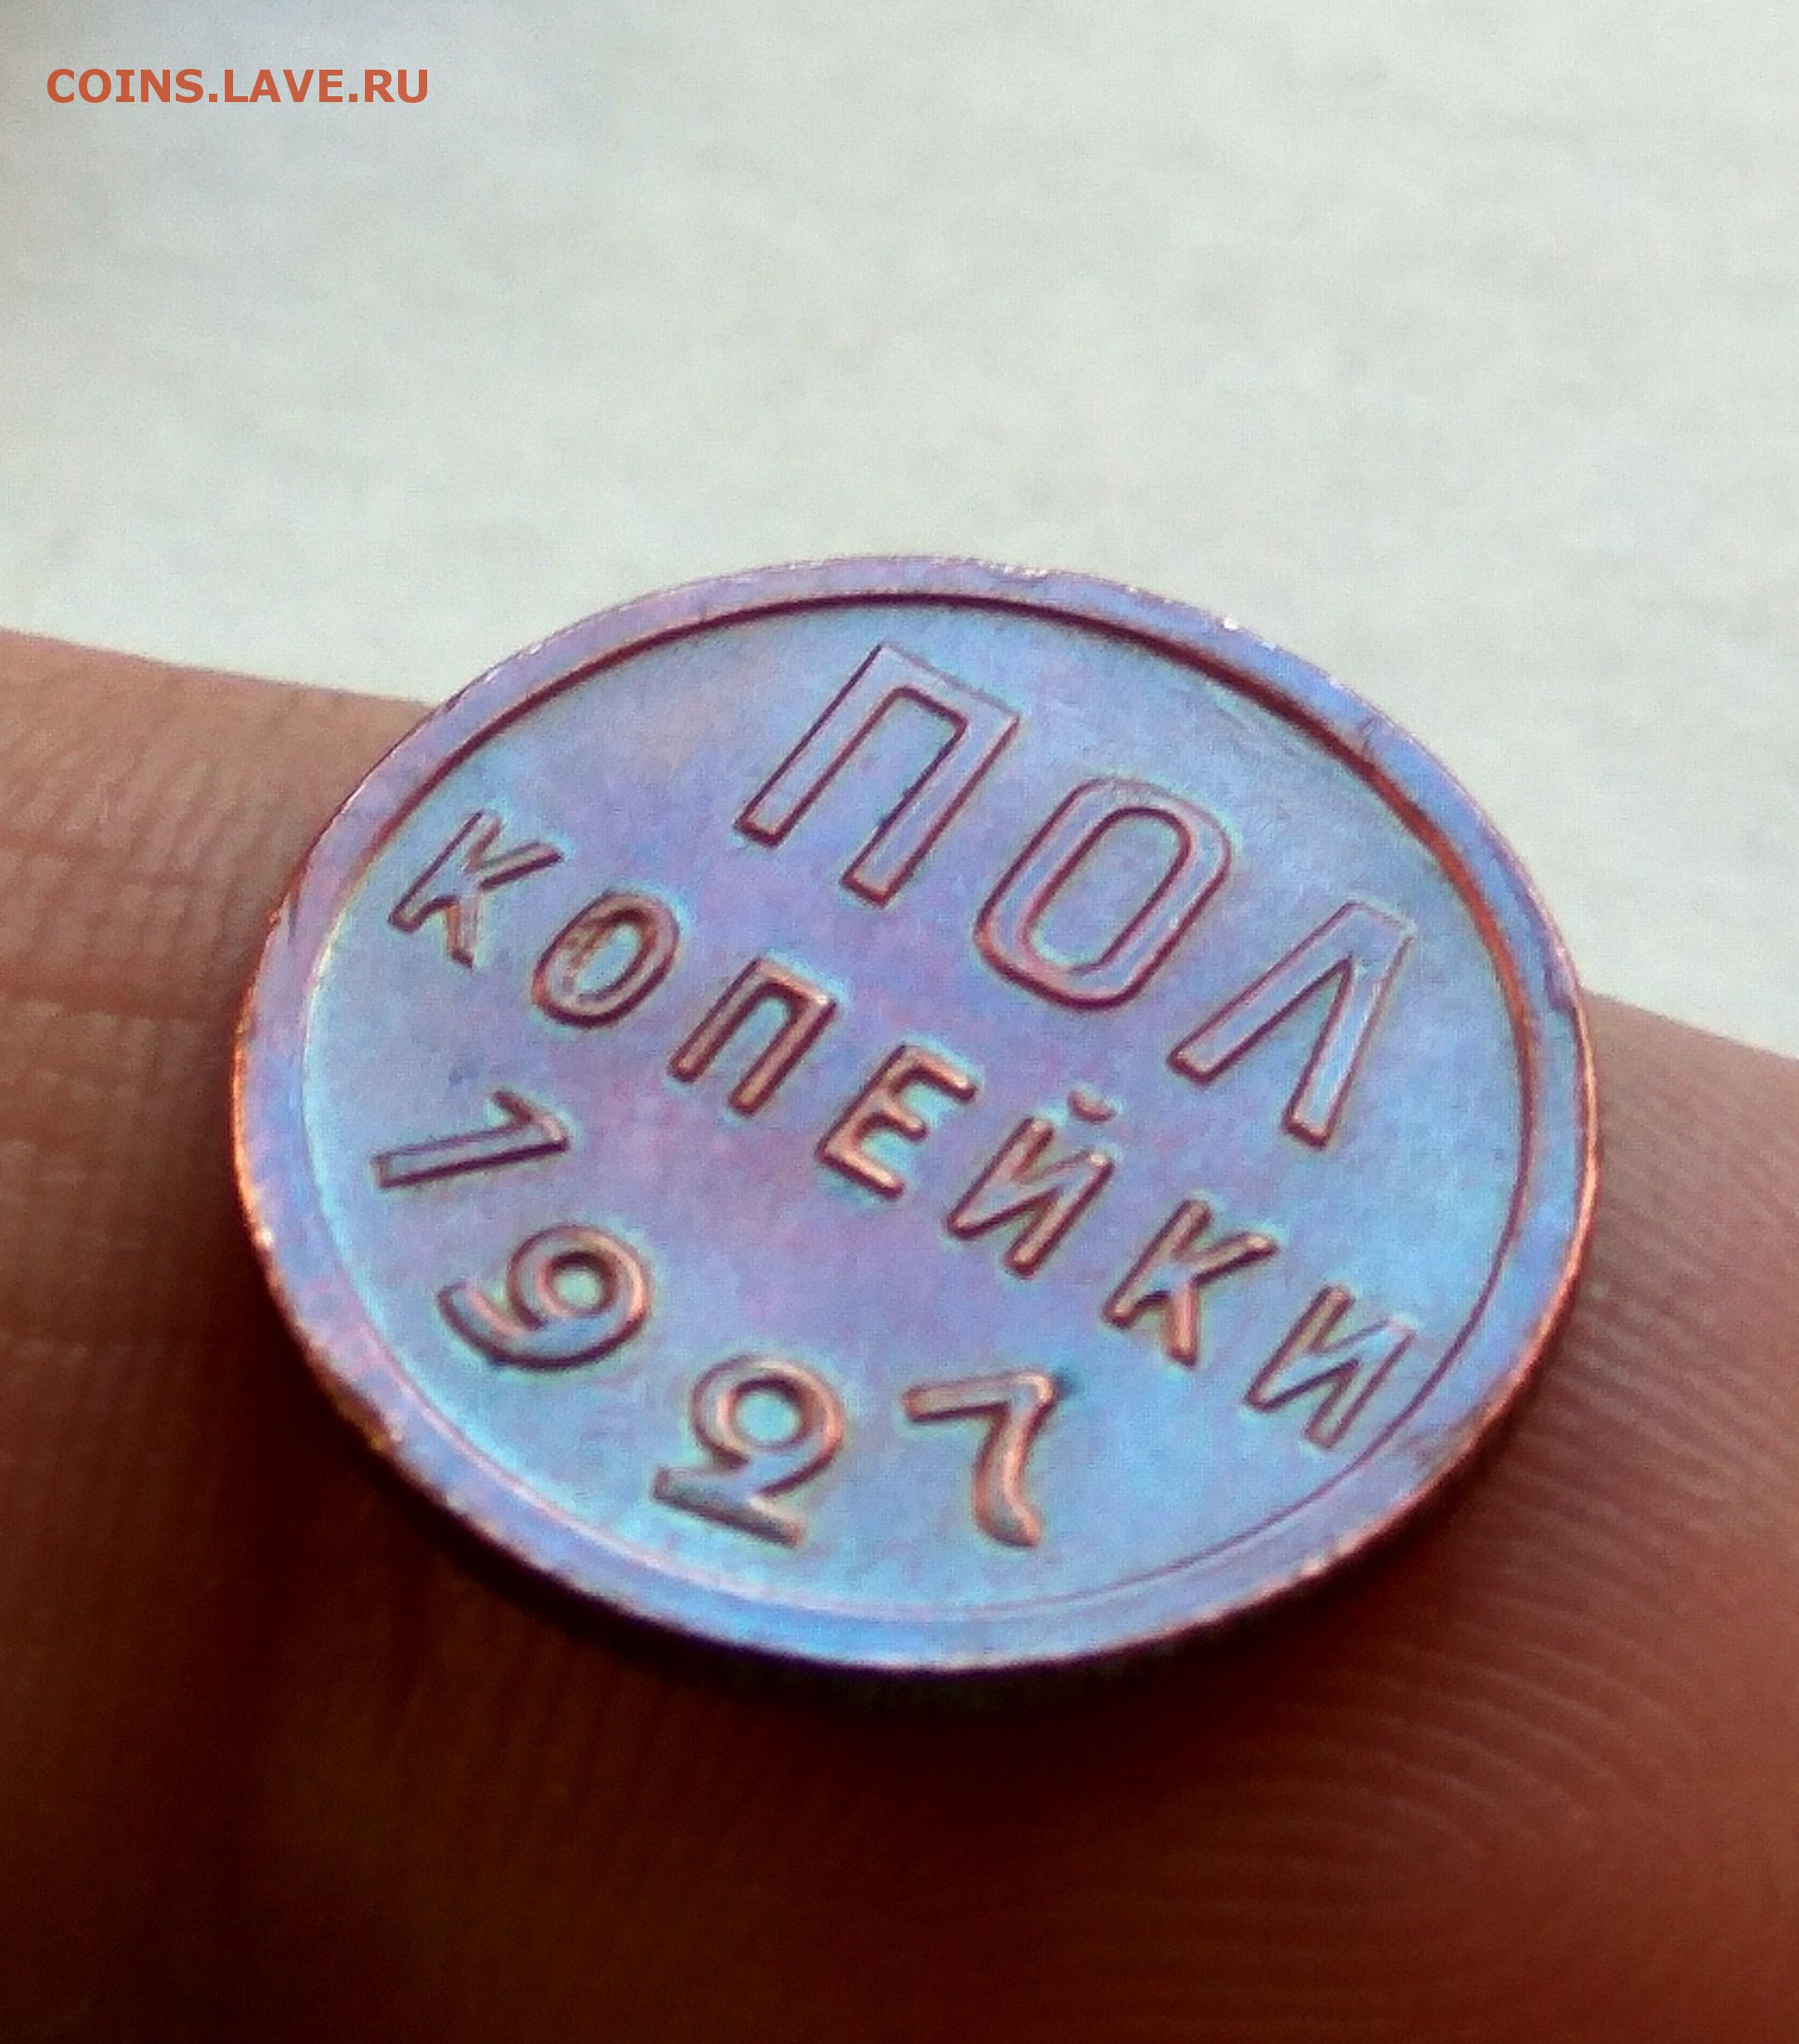 COINS.LAVE.RU
ПОЛ
КОПЕЙКИ
1927